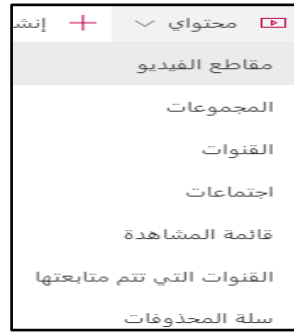 محتواي + إنش
مقاطع الفيديو
المجموعات
القنوات
اجتماعات
قائمة المشاهدة
القنوات التي تتم متابعتها
سلة المحذوفات